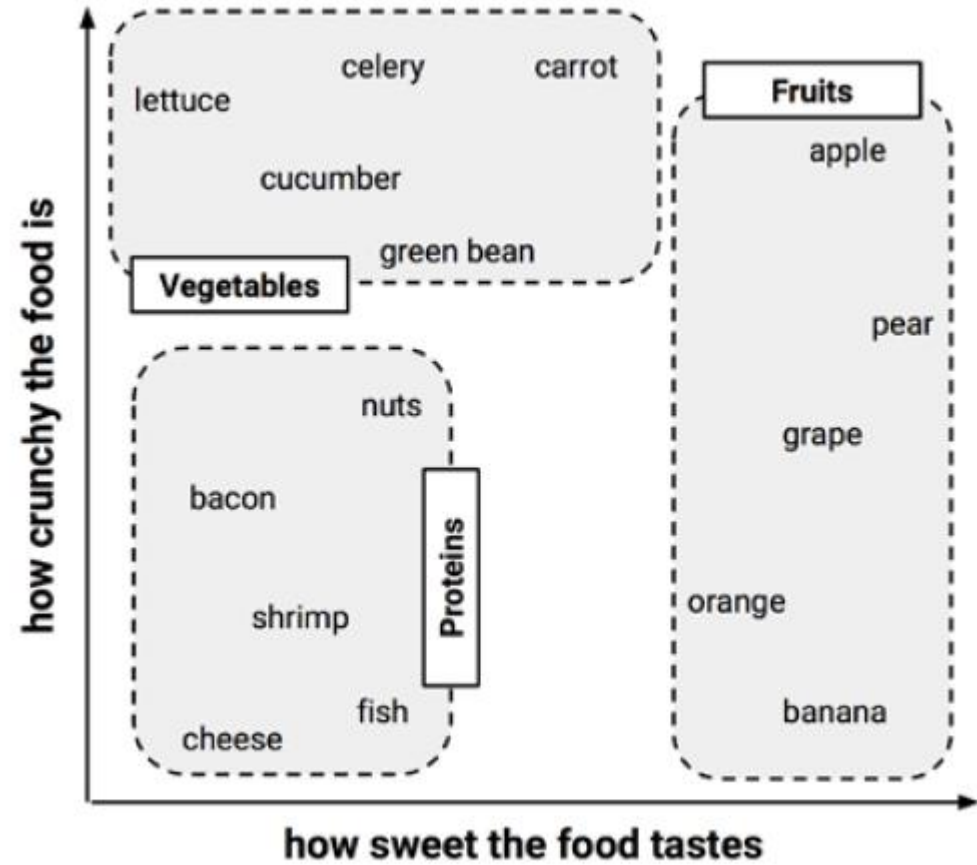 celery
carrot
lettuce
Fruits
apple
cucumber
green bean
Vegetables
pear
nuts
grape
bacon
Proteins
orange
shrimp
fish
banana
cheese
how crunchy the food is
how sweet the food tastes